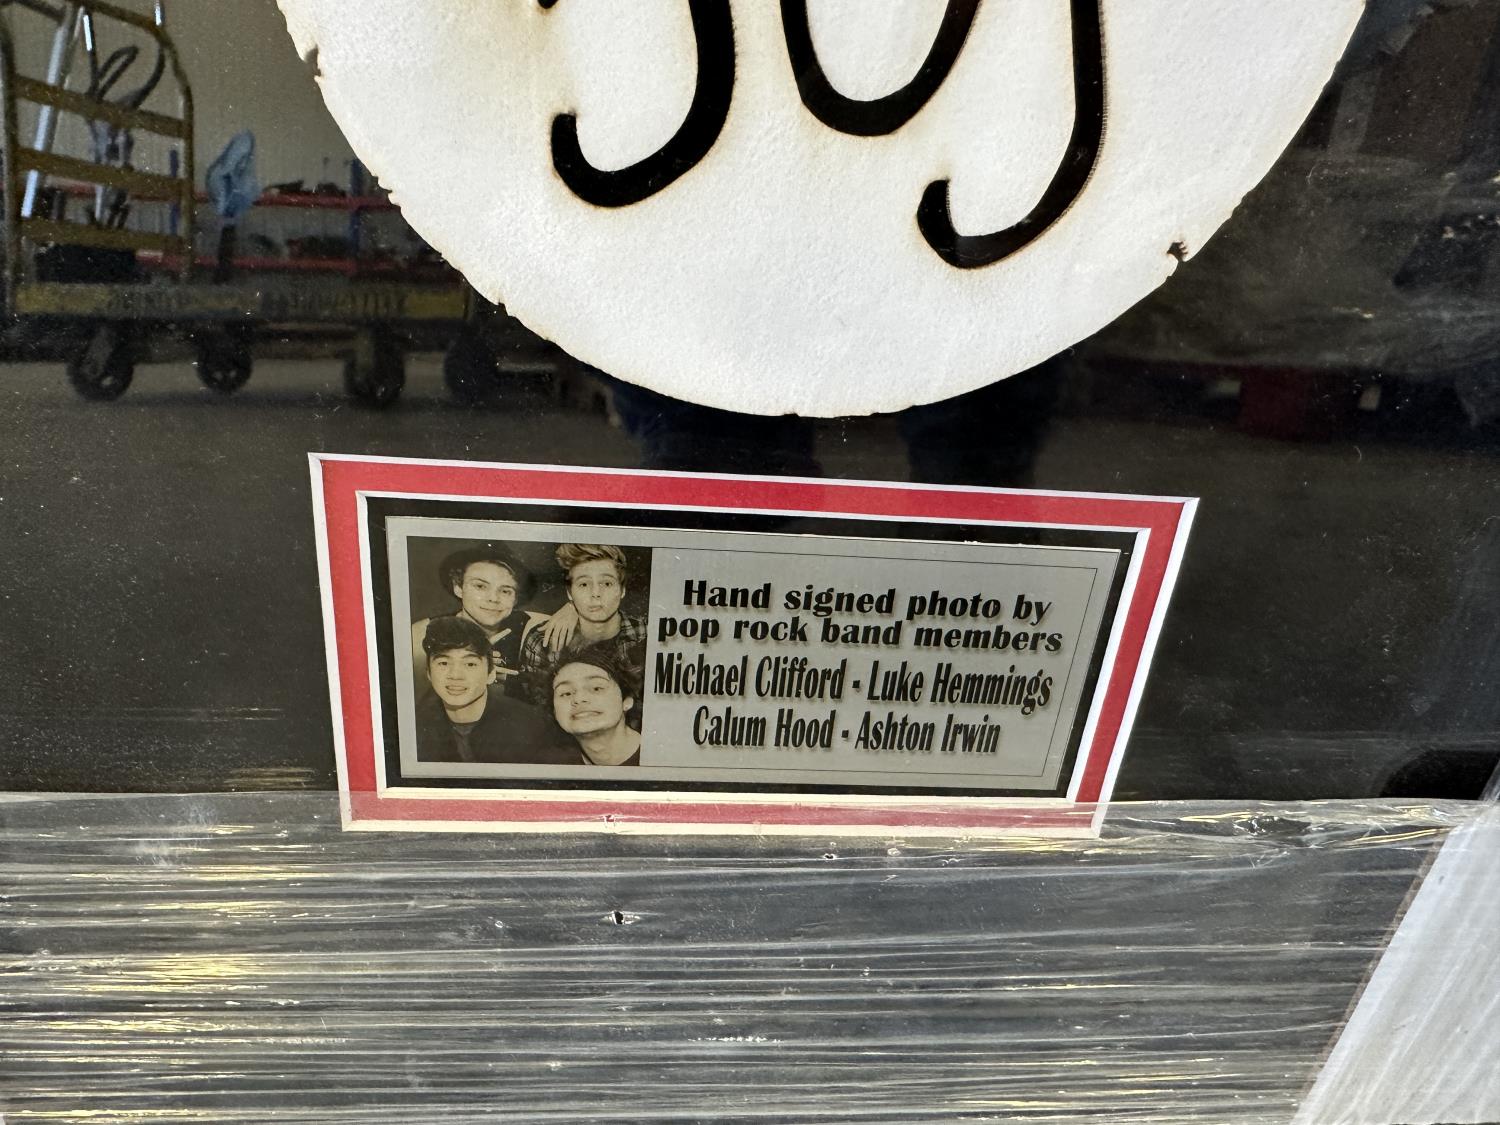 Hand signed photo by
pop rock band members
Michael Clifford - Luke Hemmings
Calum Hood - Ashton Irwin